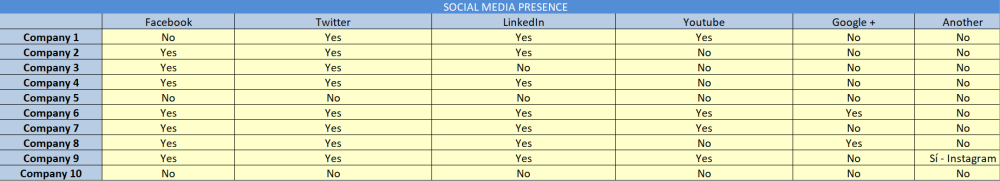 SOCIAL MEDIA PRESENCE
Facebook Twitter LinkedIn Youtube Google + Another
Company 1 No Yes Yes Yes No No
Company 2 Yes Yes Yes No No No
Company 3 Yes Yes No No No No
Company 4 Yes Yes Yes No No No
Company 5 No No No No No No
Company 6 Yes Yes Yes Yes Yes No
Company 7 Yes Yes Yes Yes No No
Company 8 Yes Yes Yes No Yes No
Company 9 Yes Yes Yes Yes No Sí - Instagram
Company 10 No No No No No No